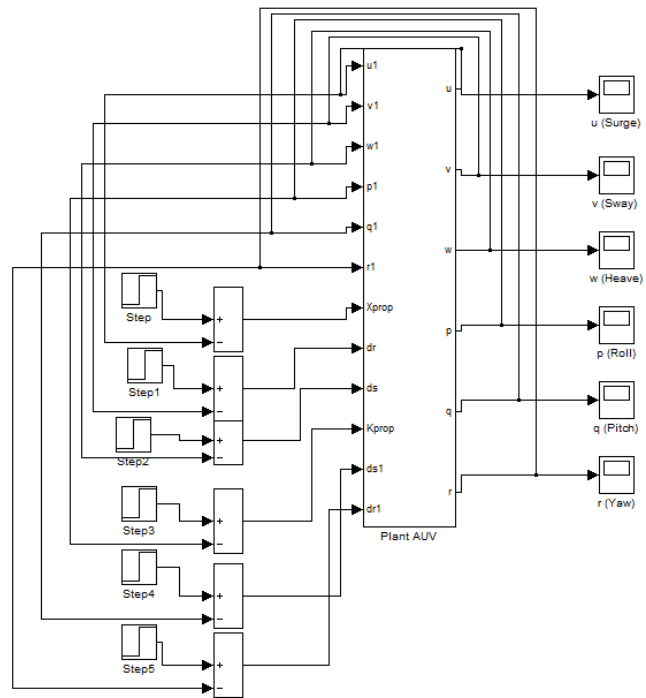 u1
u
u (Surge)
v1
w1
v
v (Sway)
p1
q1
w
w (Heave)
r1
Step
+
−
Xprop
p
p (Roll)
dr
Step1
+
−
ds
q
q (Pitch)
Step2
+
−
Kprop
ds1
r
r (Yaw)
Step3
+
−
dr1
Plant AUV
Step4
+
−
Step5
+
−